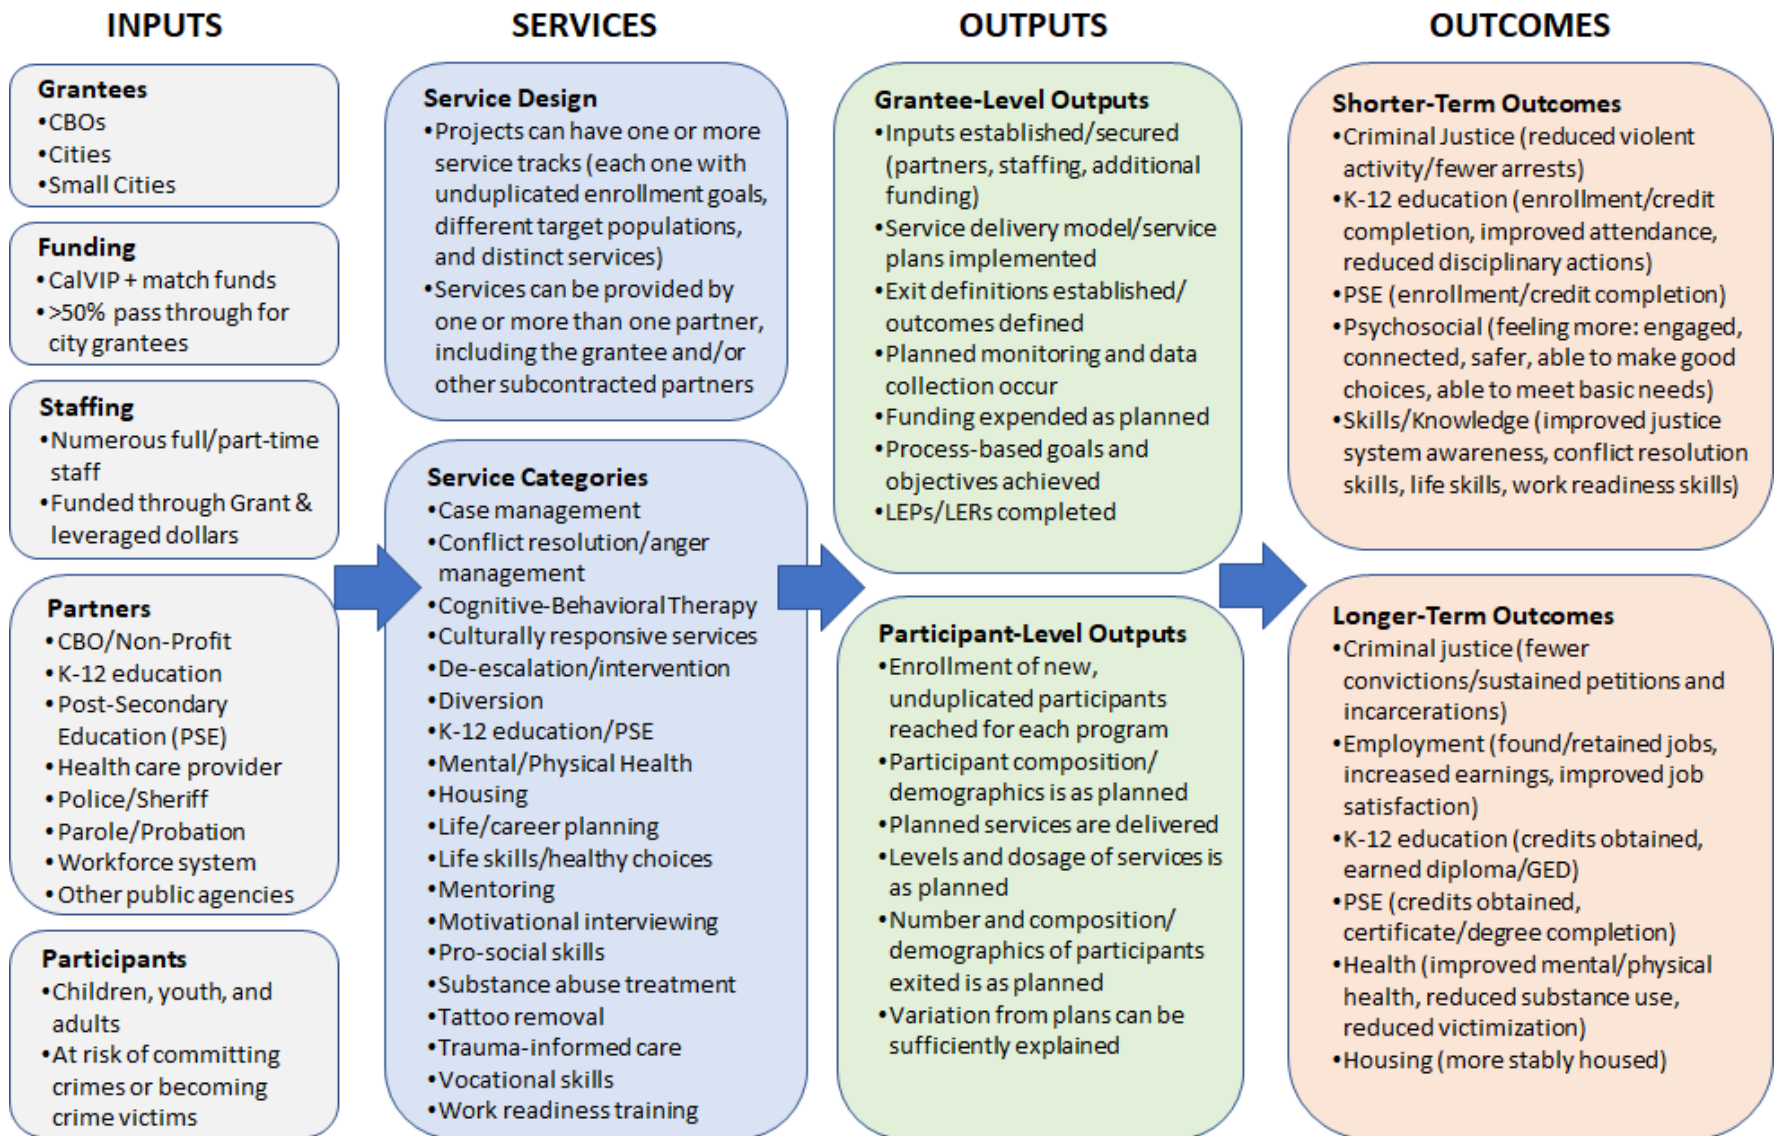 INPUTS
SERVICES
OUTPUTS
OUTCOMES
Grantees
•CBOs
•Cities
•Small Cities
Funding
•CalVIP + match funds
•>50% pass through for
city grantees
Staffing
•Numerous full/part-time
staff
•Funded through Grant &
leveraged dollars
Partners
•CBO/Non-Profit
•K-12 education
•Post-Secondary
Education (PSE)
•Health care provider
•Police/Sheriff
•Parole/Probation
•Workforce system
•Other public agencies
Participants
•Children, youth, and
adults
•At risk of committing
crimes or becoming
crime victims
Service Design
•Projects can have one or more
service tracks (each one with
unduplicated enrollment goals,
different target populations,
and distinct services)
•Services can be provided by
one or more than one partner,
including the grantee and/or
other subcontracted partners
Service Categories
•Case management
•Conflict resolution/anger
management
•Cognitive-Behavioral Therapy
•Culturally responsive services
•De-escalation/intervention
•Diversion
•K-12 education/PSE
•Mental/Physical Health
•Housing
•Life/career planning
•Life skills/healthy choices
•Mentoring
•Motivational interviewing
•Pro-social skills
•Substance abuse treatment
•Tattoo removal
•Trauma-informed care
•Vocational skills
•Work readiness training
Grantee-Level Outputs
•Inputs established/secured
(partners, staffing, additional
funding)
•Service delivery model/service
plans implemented
•Exit definitions established/
outcomes defined
•Planned monitoring and data
collection occur
•Funding expended as planned
•Process-based goals and
objectives achieved
•LEPs/LERs completed
Participant-Level Outputs
•Enrollment of new,
unduplicated participants
reached for each program
•Participant composition/
demographics is as planned
•Planned services are delivered
•Levels and dosage of services is
as planned
•Number and composition/
demographics of participants
exited is as planned
•Variation from plans can be
sufficiently explained
Shorter-Term Outcomes
•Criminal Justice (reduced violent
activity/fewer arrests)
•K-12 education (enrollment/credit
completion, improved attendance,
reduced disciplinary actions)
•PSE (enrollment/credit completion)
•Psychosocial (feeling more: engaged,
connected, safer, able to make good
choices, able to meet basic needs)
•Skills/Knowledge (improved justice
system awareness, conflict resolution
skills, life skills, work readiness skills)
Longer-Term Outcomes
•Criminal justice (fewer
convictions/sustained petitions and
incarcerations)
•Employment (found/retained jobs,
increased earnings, improved job
satisfaction)
•K-12 education (credits obtained,
earned diploma/GED)
•PSE (credits obtained,
certificate/degree completion)
•Health (improved mental/physical
health, reduced substance use,
reduced victimization)
•Housing (more stably housed)